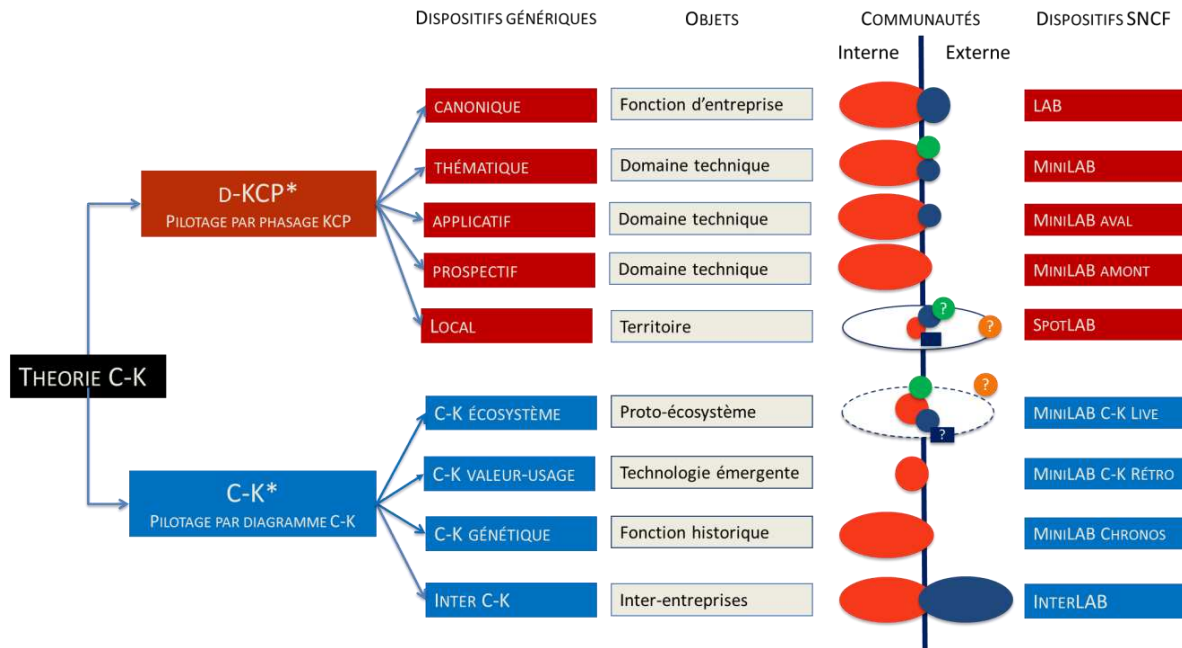 DISPOSITIFS GÉNÉRIQUES OBJETS COMMUNAUTÉS DISPOSITIFS SNCF
Interne Externe
CANONIQUE Fonction d'entreprise LAB
THÉMATIQUE Domaine technique MINILAB
D-KCP*
PILOTAGE PAR PHASAGE KCP
APPLICATIF Domaine technique MINILAB AVAL
PROSPECTIF Domaine technique MINILAB AMONT
LOCAL Territoire ? ? SPOTLAB
THEORIE C-K
C-K ÉCOSYSTÈME Proto-écosystème ? ? MINILAB C-K LIVE
C-K VALEUR-USAGE Technologie émergente MINILAB C-K RÉTRO
C-K*
PILOTAGE PAR DIAGRAMME C-K
C-K GÉNÉTIQUE Fonction historique MINILAB CHRONOS
INTER C-K Inter-entreprises INTERLAB